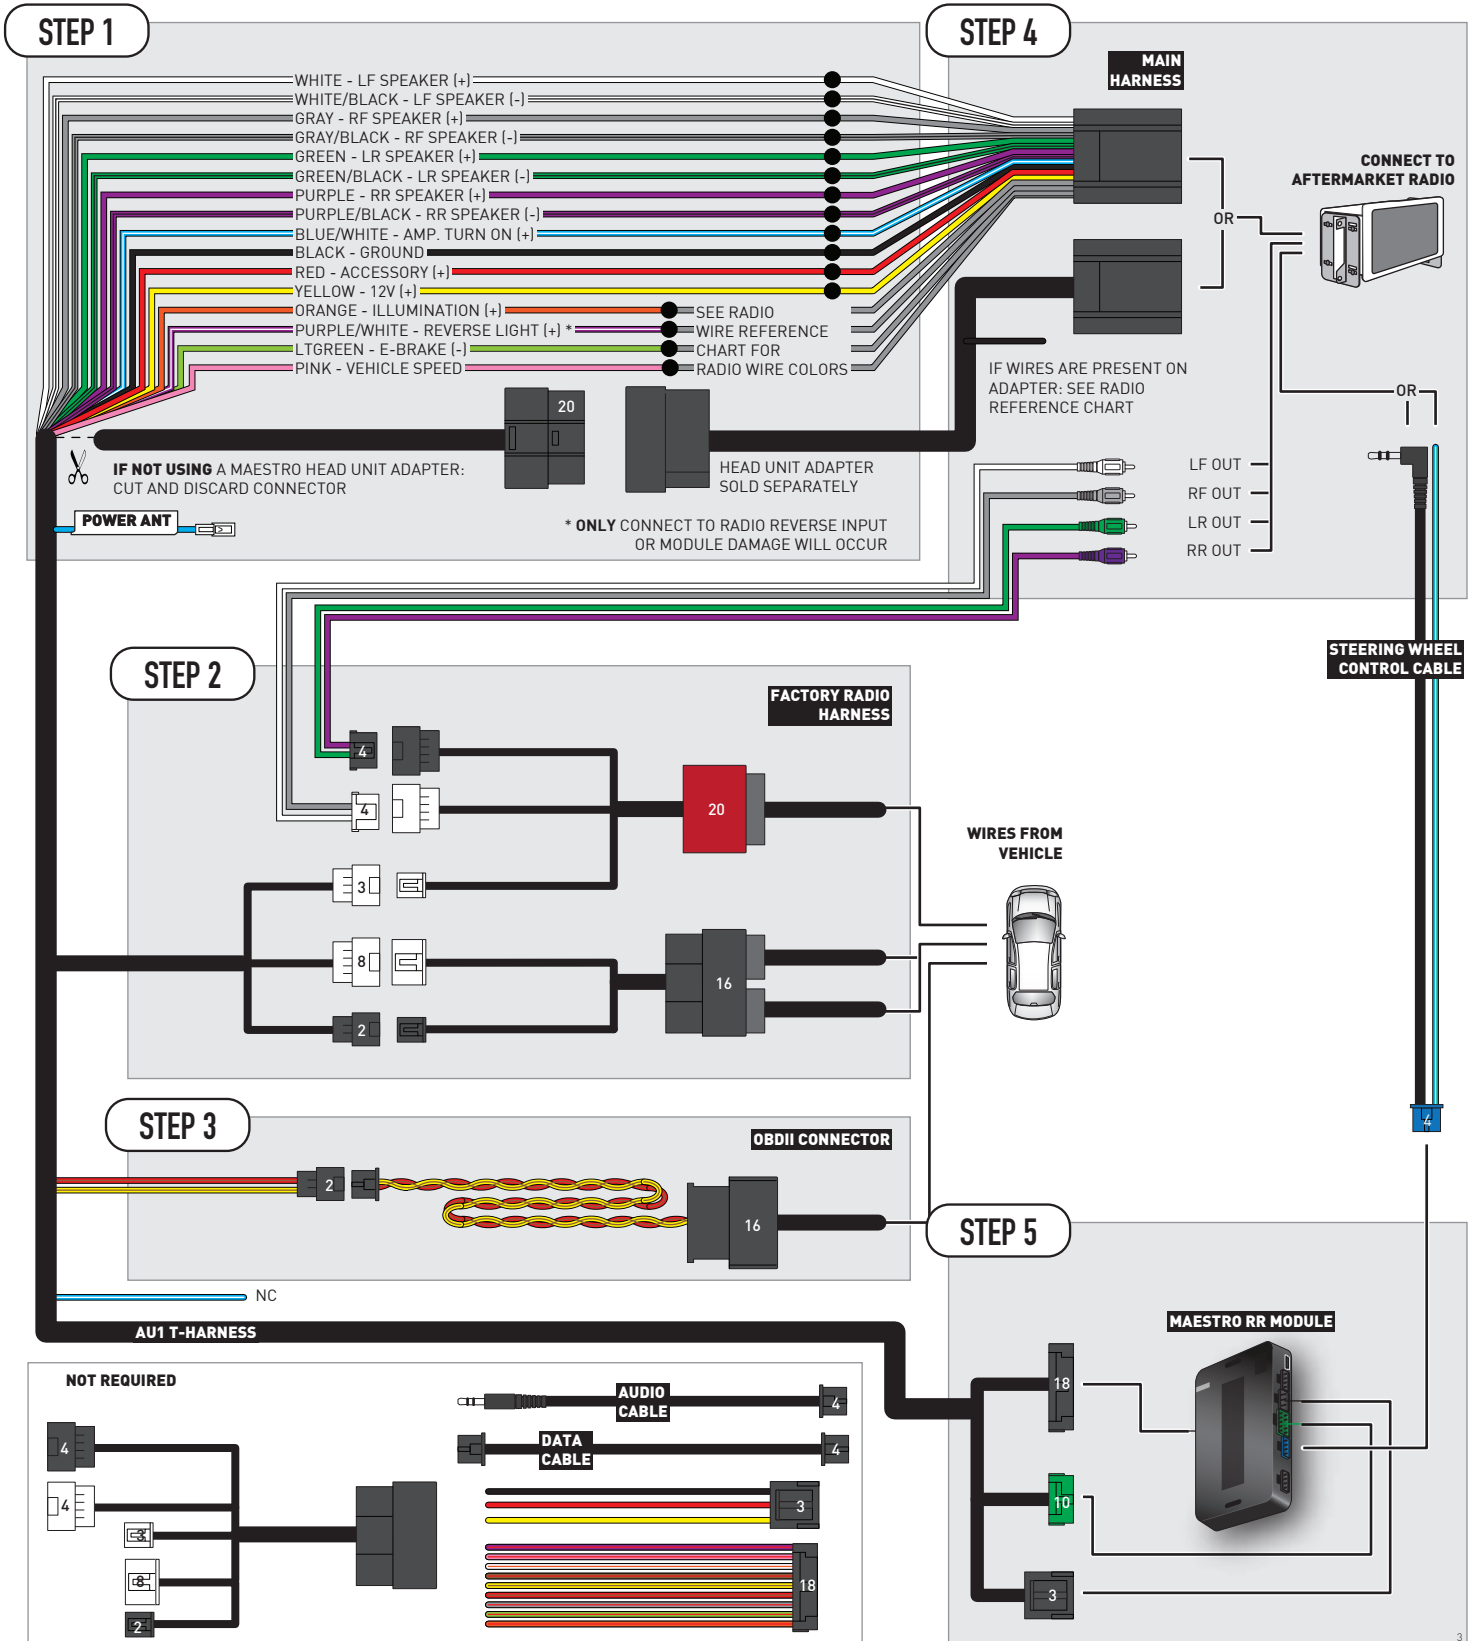 STEP 1
WHITE - LF SPEAKER (+)
WHITE/BLACK - LF SPEAKER (-)
GRAY - RF SPEAKER (+)
GRAY/BLACK - RF SPEAKER (-)
GREEN - LR SPEAKER (+)
GREEN/BLACK - LR SPEAKER (-)
PURPLE - RR SPEAKER (+)
PURPLE/BLACK - RR SPEAKER (-)
BLUE/WHITE - AMP. TURN ON (+)
BLACK - GROUND
RED - ACCESSORY (+)
YELLOW - 12V (+)
ORANGE - ILLUMINATION (+)
PURPLE/WHITE - REVERSE LIGHT (+) *
LTGREEN - E-BRAKE (-)
PINK - VEHICLE SPEED
SEE RADIO
WIRE REFERENCE
CHART FOR
RADIO WIRE COLORS
20
IF NOT USING A MAESTRO HEAD UNIT ADAPTER:
CUT AND DISCARD CONNECTOR
HEAD UNIT ADAPTER
SOLD SEPARATELY
POWER ANT
* ONLY CONNECT TO RADIO REVERSE INPUT
OR MODULE DAMAGE WILL OCCUR
STEP 4
MAIN
HARNESS
OR
CONNECT TO
AFTERMARKET RADIO
IF WIRES ARE PRESENT ON
ADAPTER: SEE RADIO
REFERENCE CHART
OR
LF OUT
RF OUT
LR OUT
RR OUT
STEERING WHEEL
CONTROL CABLE
4
STEP 2
FACTORY RADIO
HARNESS
4
4
20
3
8
16
2
WIRES FROM
VEHICLE
STEP 3
OBDII CONNECTOR
2
16
NC
AU1 T-HARNESS
STEP 5
MAESTRO RR MODULE
18
10
3
NOT REQUIRED
4
4
3
8
2
AUDIO
CABLE
4
DATA
CABLE
4
3
18
3